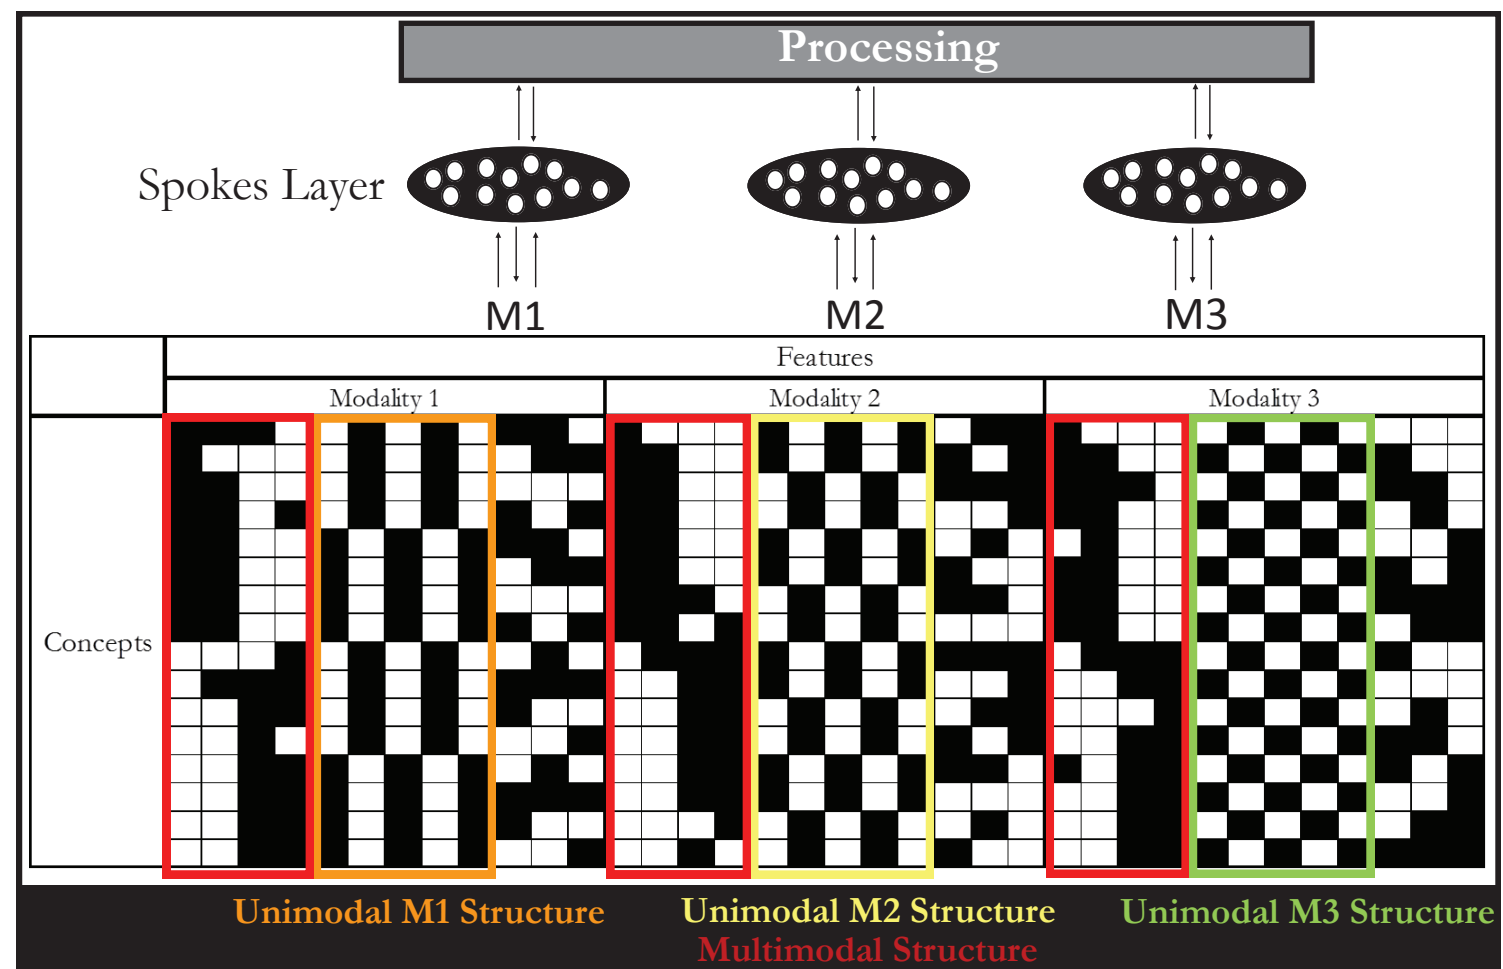 Processing
Spokes Layer
M1 M2 M3
Features
Modality 1 Modality 2 Modality 3
Concepts
Unimodal M1 Structure Unimodal M2 Structure Unimodal M3 Structure
Multimodal Structure